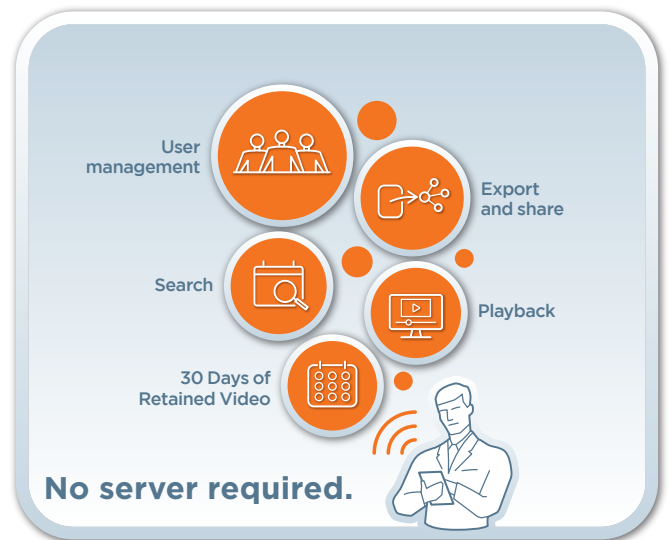 User
management
Export
and share
Search
Playback
30 Days of
Retained Video
No server required.